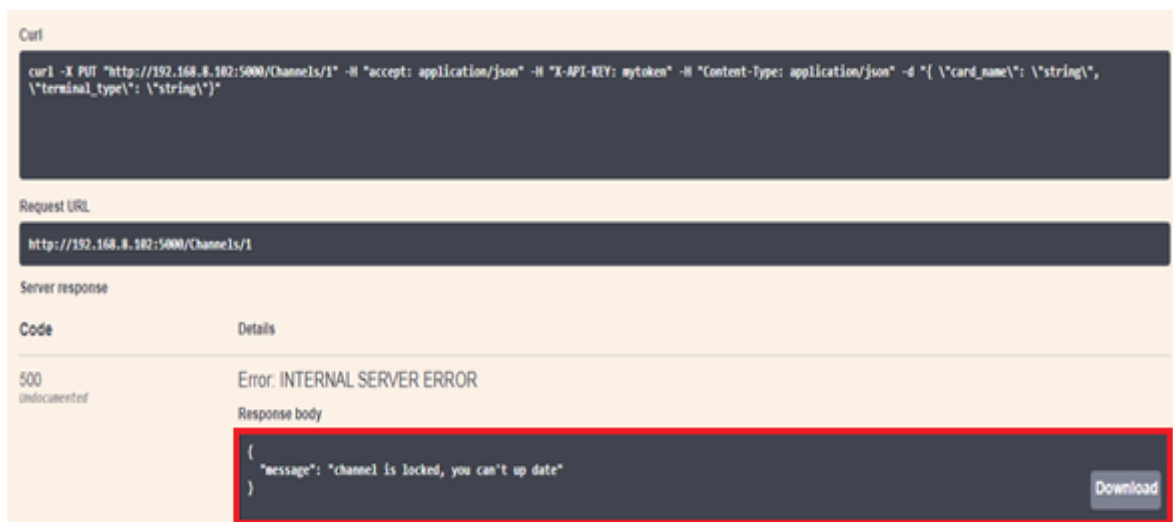 Curl
curl -X PUT "http://192.168.8.102:5000/Channels/1" -H "accept: application/json" -H "X-API-KEY: mytoken" -H "Content-Type: application/json" -d "{ \"card_name\": \"string\",
\"terminal_type\": \"string\"}"
Request URL
http://192.168.8.102:5000/Channels/1
Server response
Code Details
500 Error: INTERNAL SERVER ERROR
undocumented
Response body
{
"message": "channel is locked, you can't up date"
}
Download